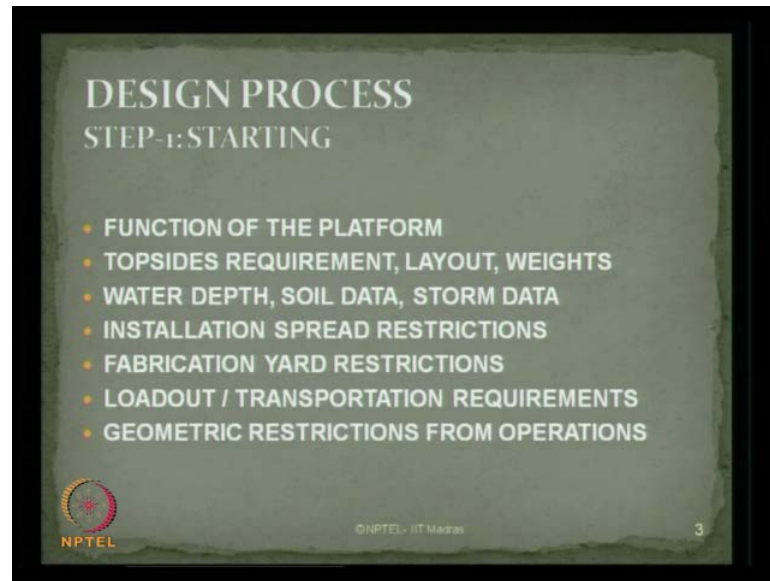 DESIGN PROCESS
STEP-1: STARTING
• FUNCTION OF THE PLATFORM
• TOPSIDES REQUIREMENT, LAYOUT, WEIGHTS
• WATER DEPTH, SOIL DATA, STORM DATA
• INSTALLATION SPREAD RESTRICTIONS
• FABRICATION YARD RESTRICTIONS
• LOADOUT / TRANSPORTATION REQUIREMENTS
• GEOMETRIC RESTRICTIONS FROM OPERATIONS
NPTEL
©NPTEL- IIT Madras
3